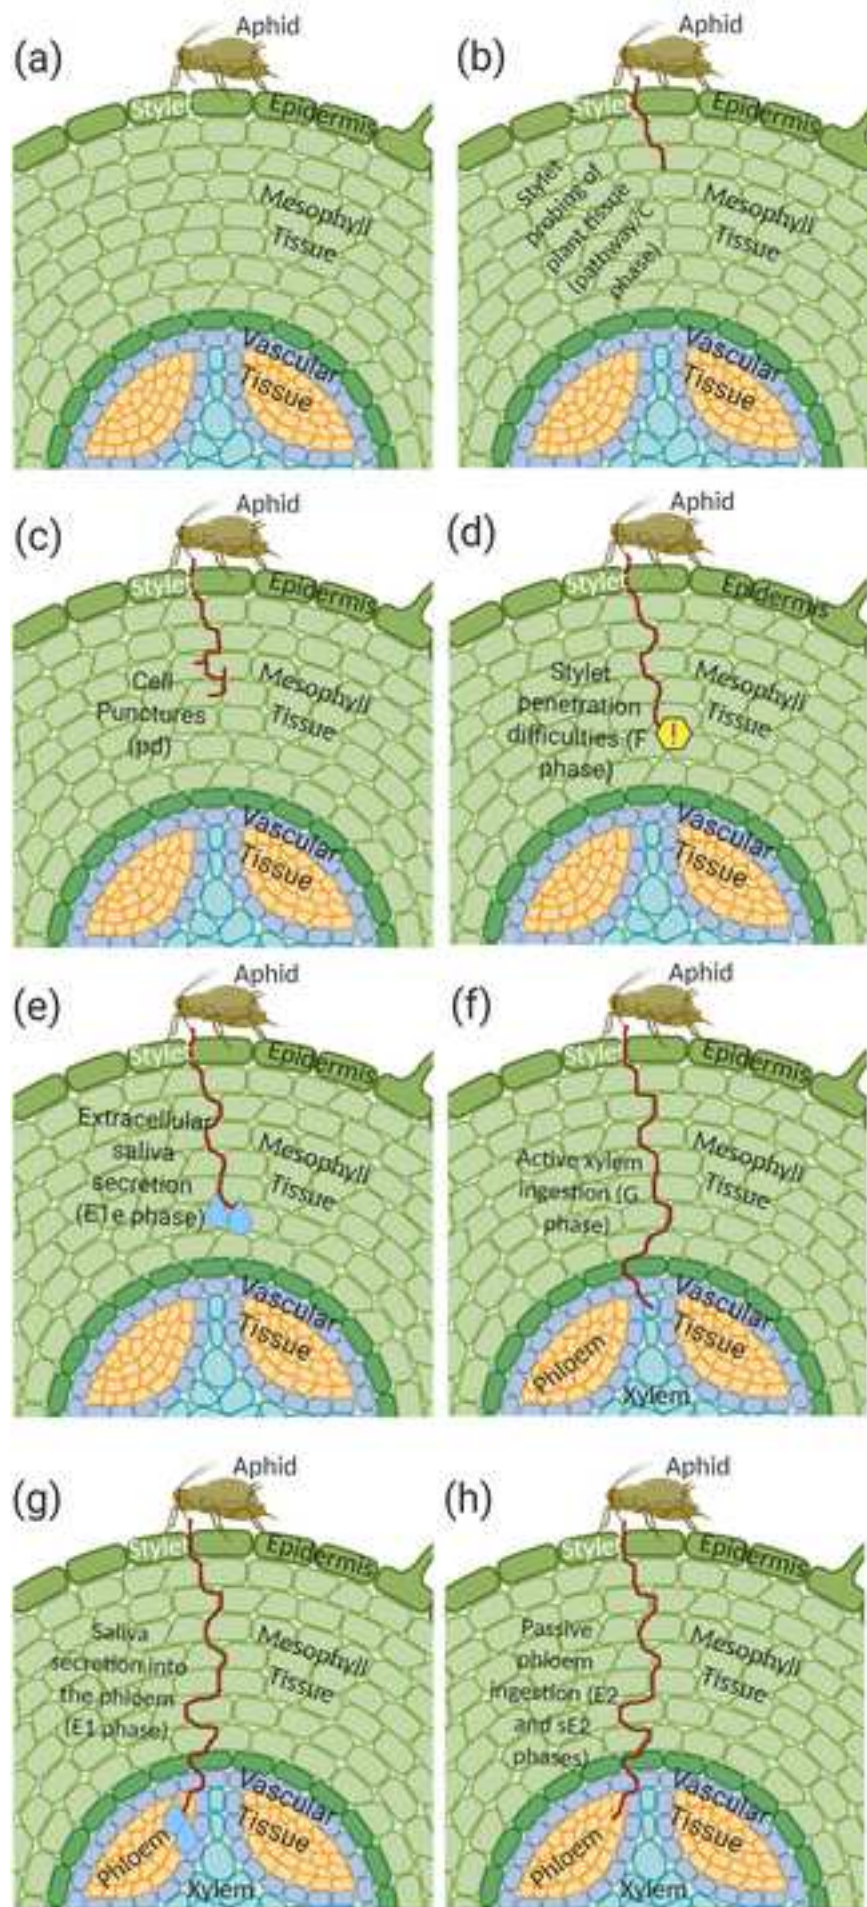 (a)
Aphid
Stylet
Epidermis
Mesophyll
Tissue
Vascular
Tissue
(b)
Aphid
Stylet
Epidermis
Stylet
probing of
plant tissue
(pathway/C
phase)
Mesophyll
Tissue
Vascular
Tissue
(c)
Aphid
Stylet
Epidermis
Cell
Punctures
(pd)
Mesophyll
Tissue
Vascular
Tissue
(d)
Aphid
Stylet
Epidermis
Stylet
penetration
difficulties (F
phase)
!
Mesophyll
Tissue
Vascular
Tissue
(e)
Aphid
Stylet
Epidermis
Extracellular
saliva
secretion
(E1e phase)
Mesophyll
Tissue
Vascular
Tissue
(f)
Aphid
Stylet
Epidermis
Active xylem
ingestion (G
phase)
Mesophyll
Tissue
Vascular
Tissue
Phloem
Xylem
(g)
Aphid
Stylet
Epidermis
Saliva
secretion into
the phloem
(E1 phase)
Mesophyll
Tissue
Vascular
Tissue
Phloem
Xylem
(h)
Aphid
Stylet
Epidermis
Passive
phloem
ingestion (E2
and sE2
phases)
Mesophyll
Tissue
Vascular
Tissue
Phloem
Xylem